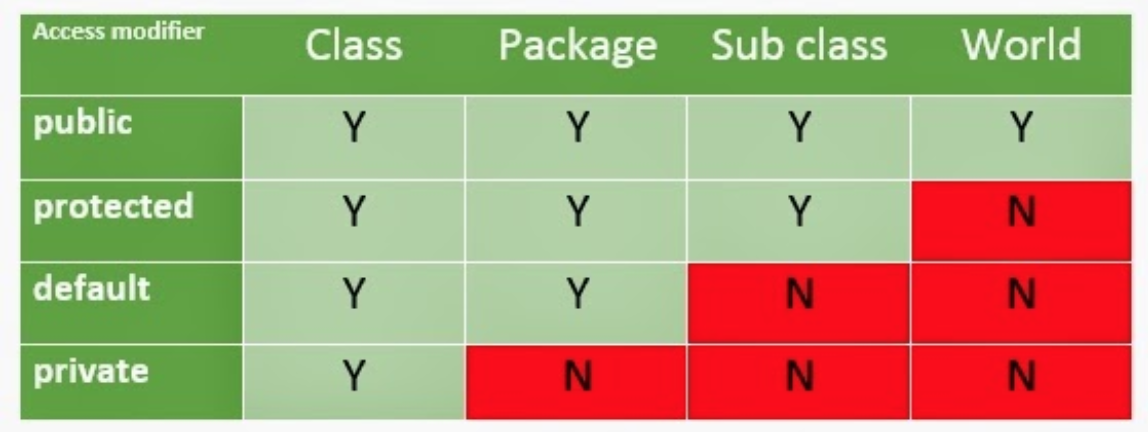 Access modifier Class Package Sub class World
public Y Y Y Y
protected Y Y Y N
default Y Y N N
private Y N N N